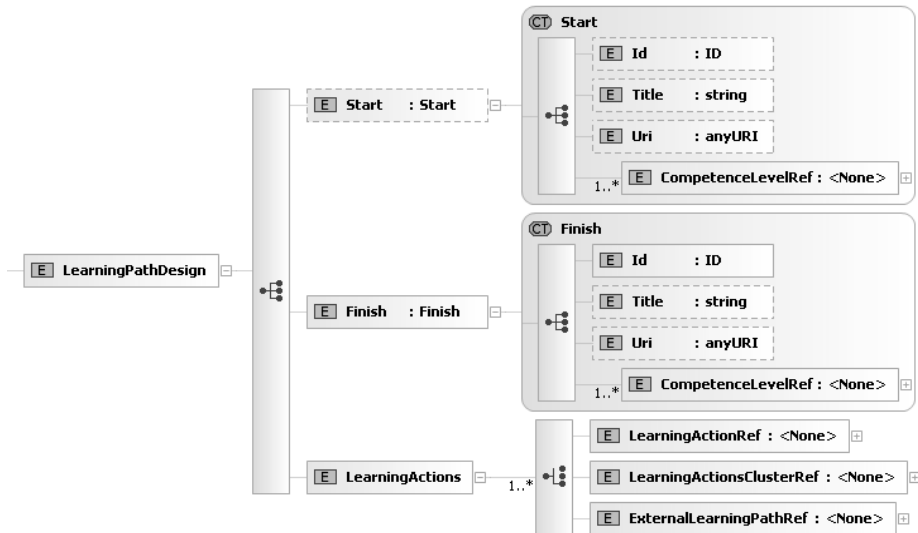 CT Start
E Id : ID
E Title : string
E Uri : anyURI
1..* E CompetenceLevelRef : <None>
E Start : Start
CT Finish
E Id : ID
E Title : string
E Uri : anyURI
1..* E CompetenceLevelRef : <None>
E LearningPathDesign
E Finish : Finish
E LearningActions
1..*
E LearningActionRef : <None>
E LearningActionsClusterRef : <None>
E ExternalLearningPathRef : <None>